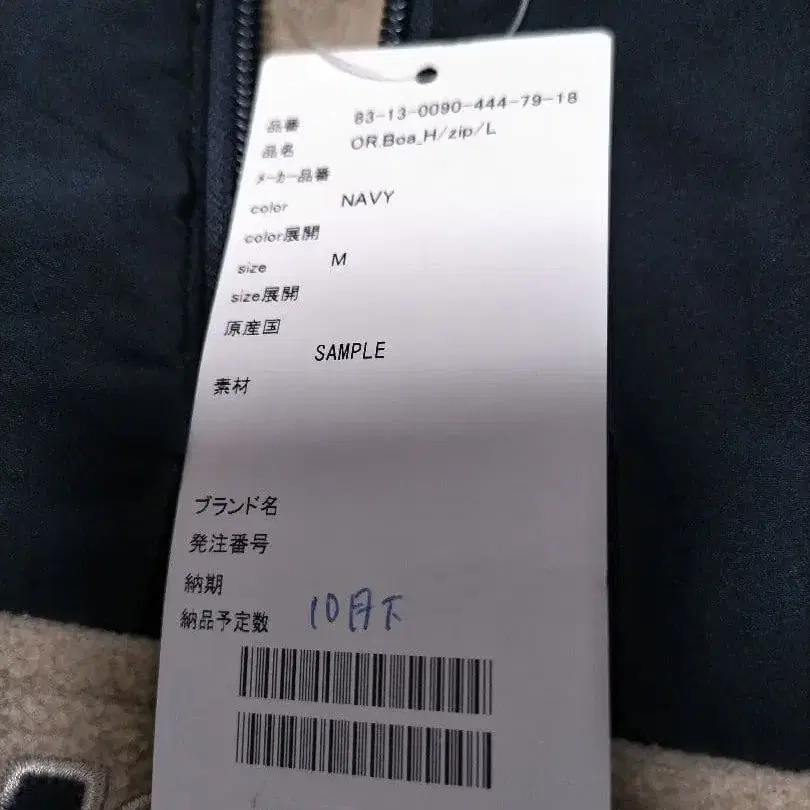 品番 83-13-0090-444-79-18
品名 OR.Boa_H/zip/L
メーカー品番
color NAVY
color展開
size M
size展開
原産国
SAMPLE
素材
ブランド名
発注番号
納期
納品予定数 10月下